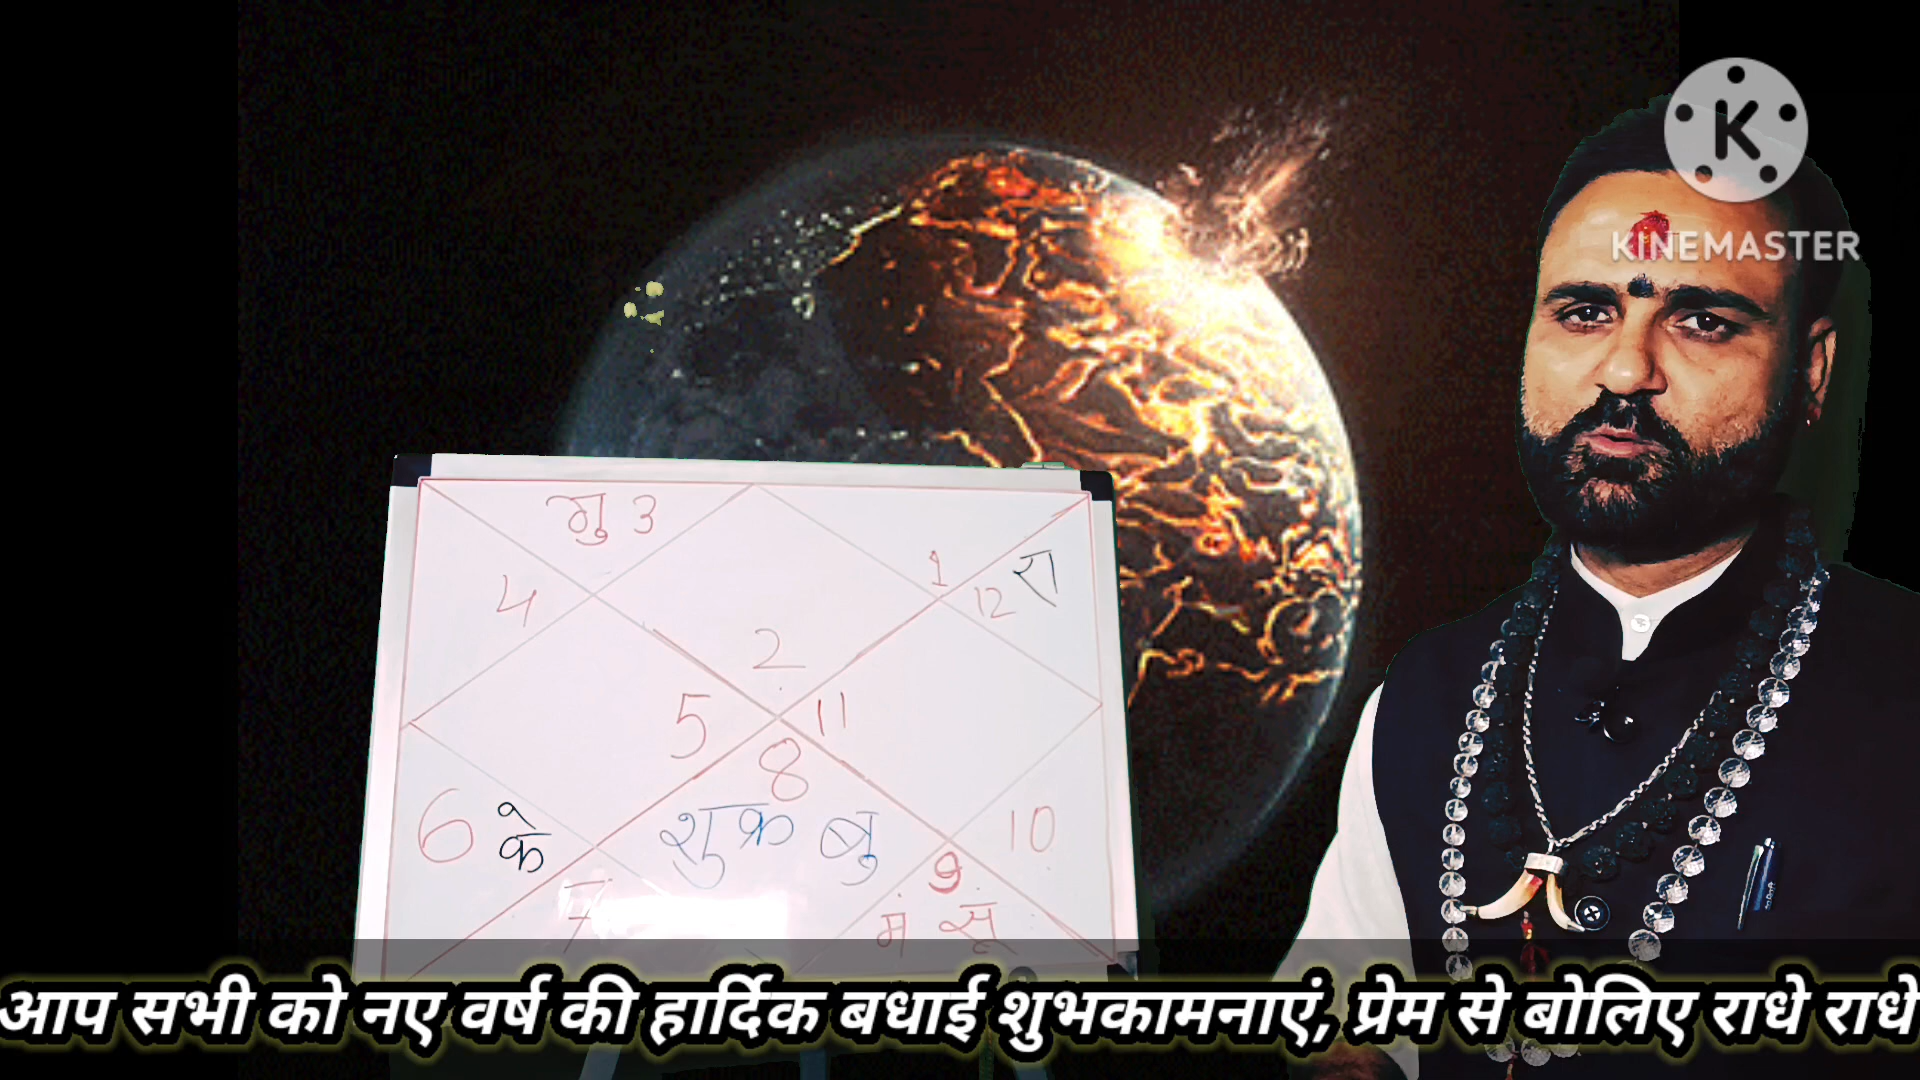 K
KINEMASTER
गु 3
1
रा
4
12
2
5
11
8
6
के
शुक्र बु
10
9
7
मं सू
आप सभी को नए वर्ष की हार्दिक बधाई शुभकामनाएं, प्रेम से बोलिए राधे राधे